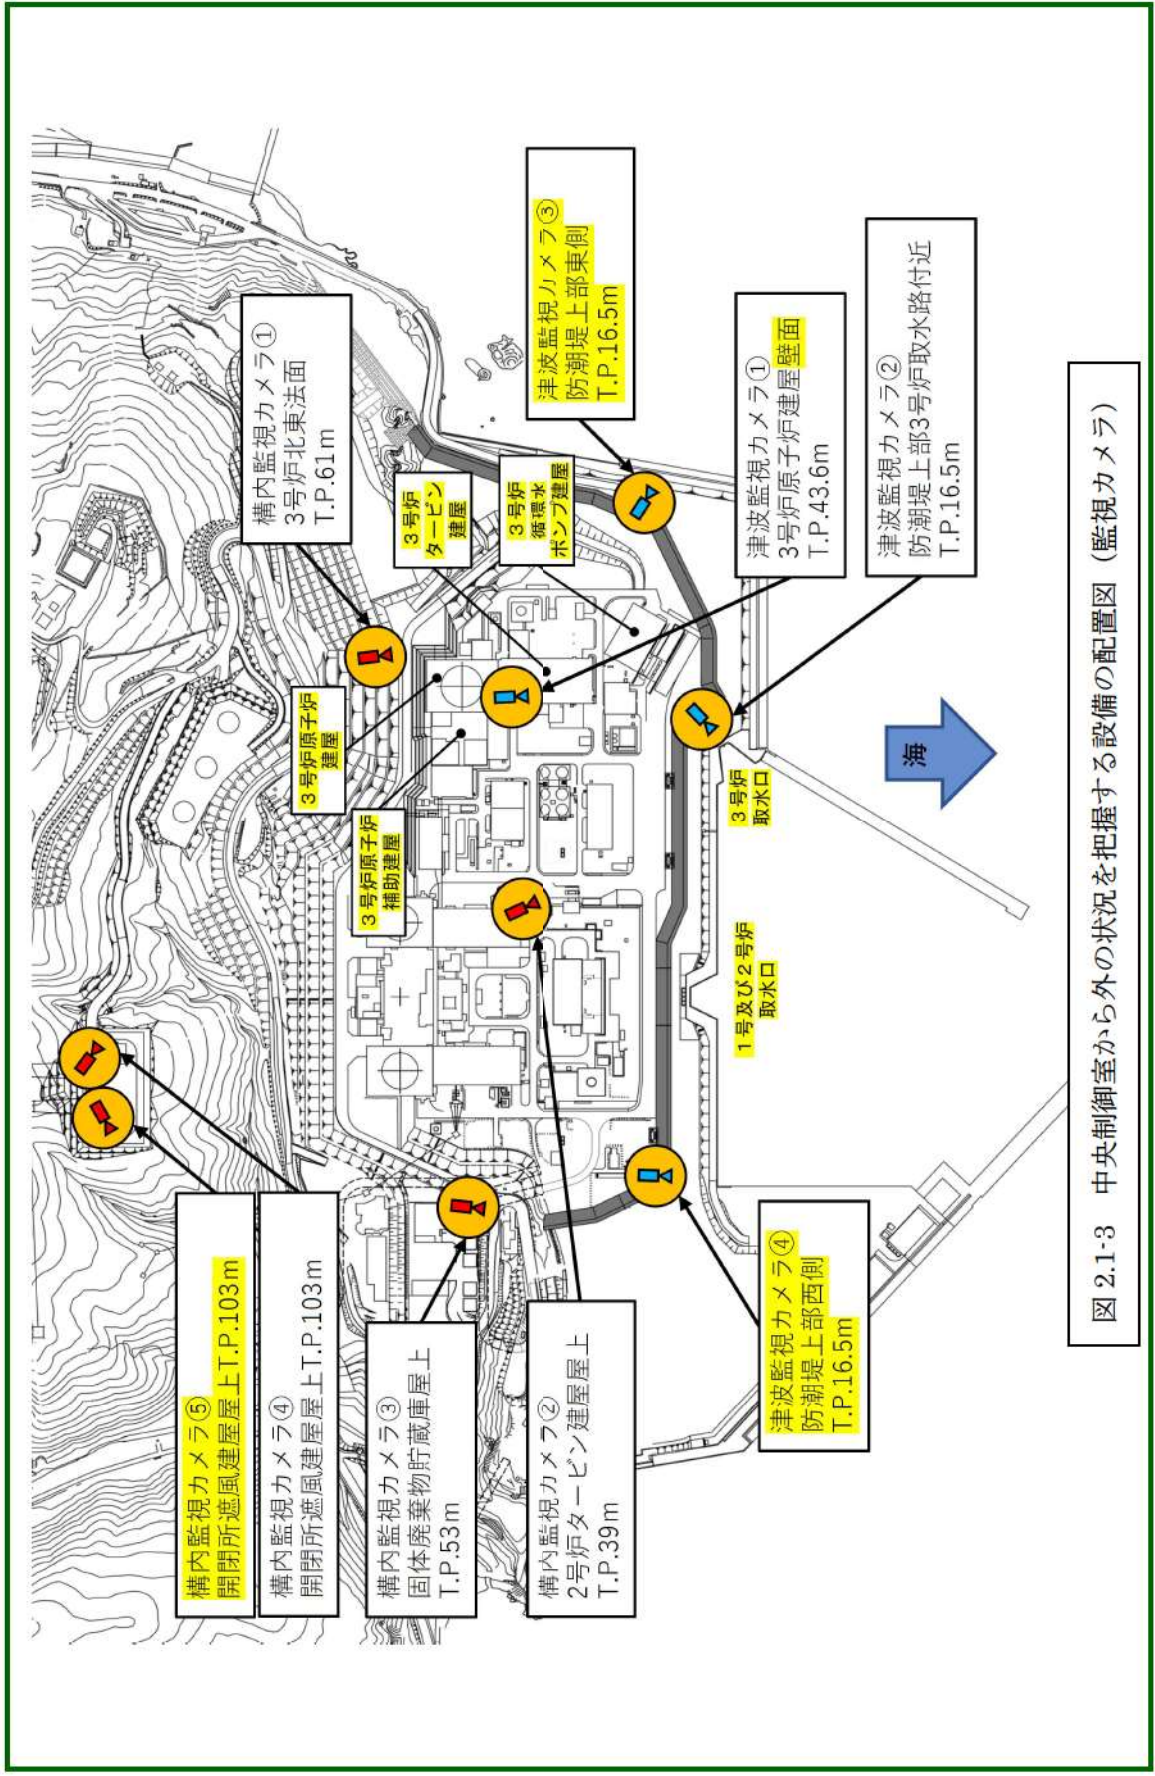 構内監視カメラ⑤
開閉所遮風建屋屋上T.P.103m
構内監視カメラ④
開閉所遮風建屋屋上T.P.103m
構内監視カメラ③
固体廃棄物貯蔵庫屋上
T.P.53m
構内監視カメラ②
2号炉タービン建屋屋上
T.P.39m
津波監視カメラ④
防潮堤上部西側
T.P.16.5m
構内監視カメラ①
3号炉北東法面
T.P.61m
3号炉原子炉
建屋
3号炉原子炉
補助建屋
3号炉
タービン
建屋
3号炉
循環水
ポンプ建屋
津波監視カメラ③
防潮堤上部東側
T.P.16.5m
津波監視カメラ①
3号炉原子炉建屋壁面
T.P.43.6m
津波監視カメラ②
防潮堤上部3号炉取水路付近
T.P.16.5m
1号及び2号炉
取水口
3号炉
取水口
海
図 2.1-3 中央制御室から外の状況を把握する設備の配置図（監視カメラ）